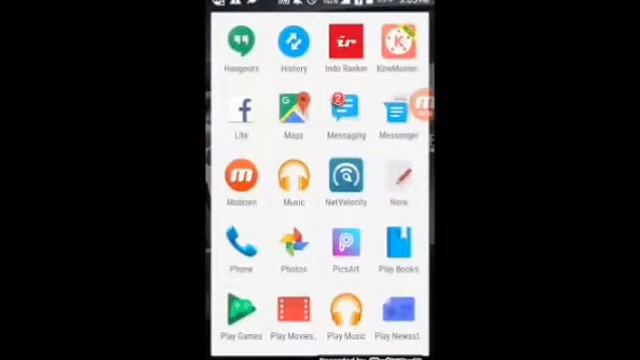 Hangouts History Indo Ranker KineMaster..
Lite Maps Messaging Messenger
Mobizen Music NetVelocity Note
Phone Photos PicsArt Play Books
Play Games Play Movies.. Play Music Play Newsst..